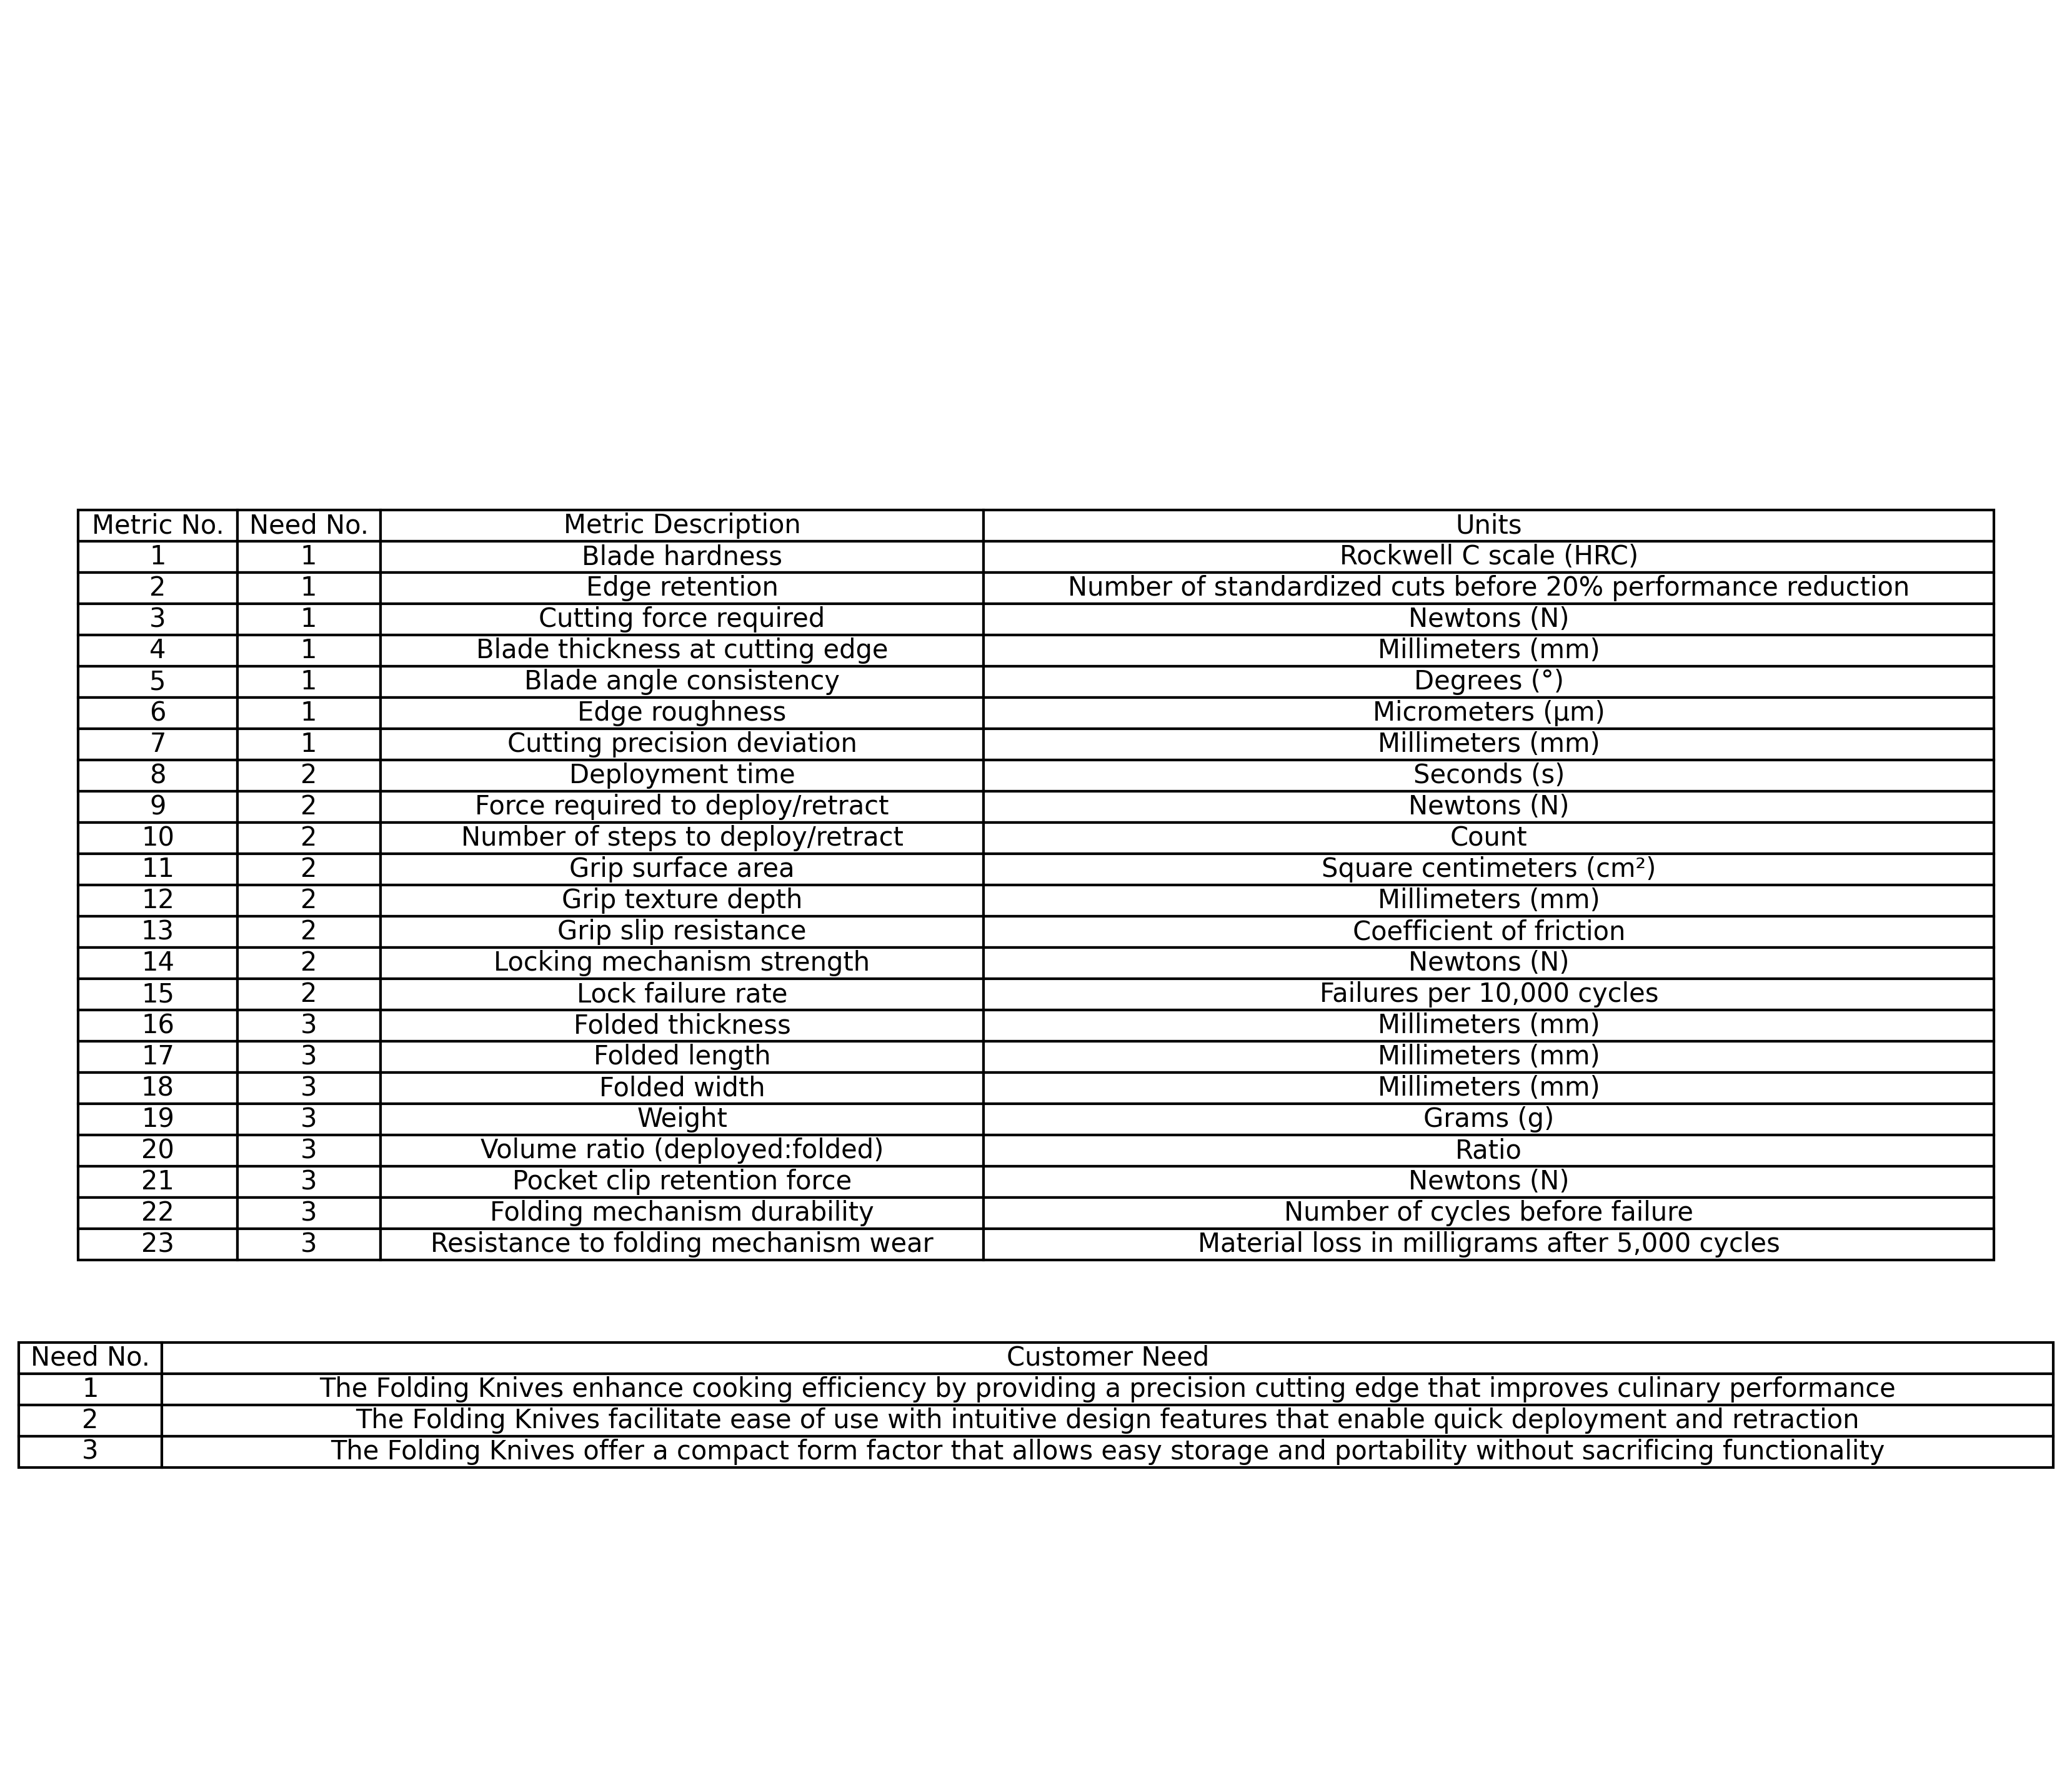 Metric No. Need No. Metric Description Units
1 1 Blade hardness Rockwell C scale (HRC)
2 1 Edge retention Number of standardized cuts before 20% performance reduction
3 1 Cutting force required Newtons (N)
4 1 Blade thickness at cutting edge Millimeters (mm)
5 1 Blade angle consistency Degrees (°)
6 1 Edge roughness Micrometers (μm)
7 1 Cutting precision deviation Millimeters (mm)
8 2 Deployment time Seconds (s)
9 2 Force required to deploy/retract Newtons (N)
10 2 Number of steps to deploy/retract Count
11 2 Grip surface area Square centimeters (cm²)
12 2 Grip texture depth Millimeters (mm)
13 2 Grip slip resistance Coefficient of friction
14 2 Locking mechanism strength Newtons (N)
15 2 Lock failure rate Failures per 10,000 cycles
16 3 Folded thickness Millimeters (mm)
17 3 Folded length Millimeters (mm)
18 3 Folded width Millimeters (mm)
19 3 Weight Grams (g)
20 3 Volume ratio (deployed:folded) Ratio
21 3 Pocket clip retention force Newtons (N)
22 3 Folding mechanism durability Number of cycles before failure
23 3 Resistance to folding mechanism wear Material loss in milligrams after 5,000 cycles
Need No. Customer Need
1 The Folding Knives enhance cooking efficiency by providing a precision cutting edge that improves culinary performance
2 The Folding Knives facilitate ease of use with intuitive design features that enable quick deployment and retraction
3 The Folding Knives offer a compact form factor that allows easy storage and portability without sacrificing functionality